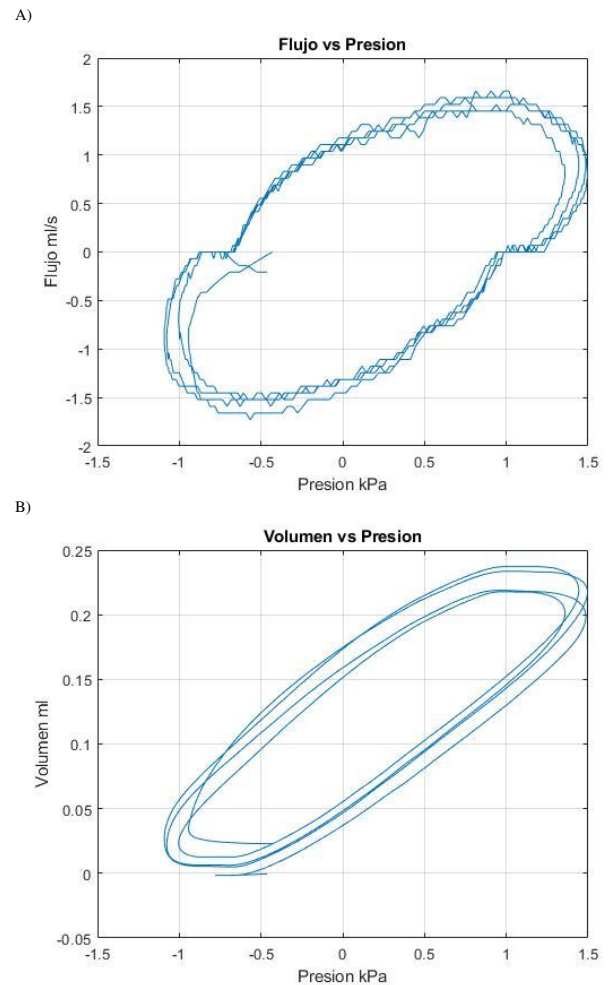 A)
Flujo vs Presion
2
1.5
1
0.5
0
-0.5
-1
-1.5
-2
Flujo ml/s
-1.5 -1 -0.5 0 0.5 1 1.5
Presion kPa
B)
Volumen vs Presion
0.25
0.2
0.15
0.1
0.05
0
-0.05
Volumen ml
-1.5 -1 -0.5 0 0.5 1 1.5
Presion kPa